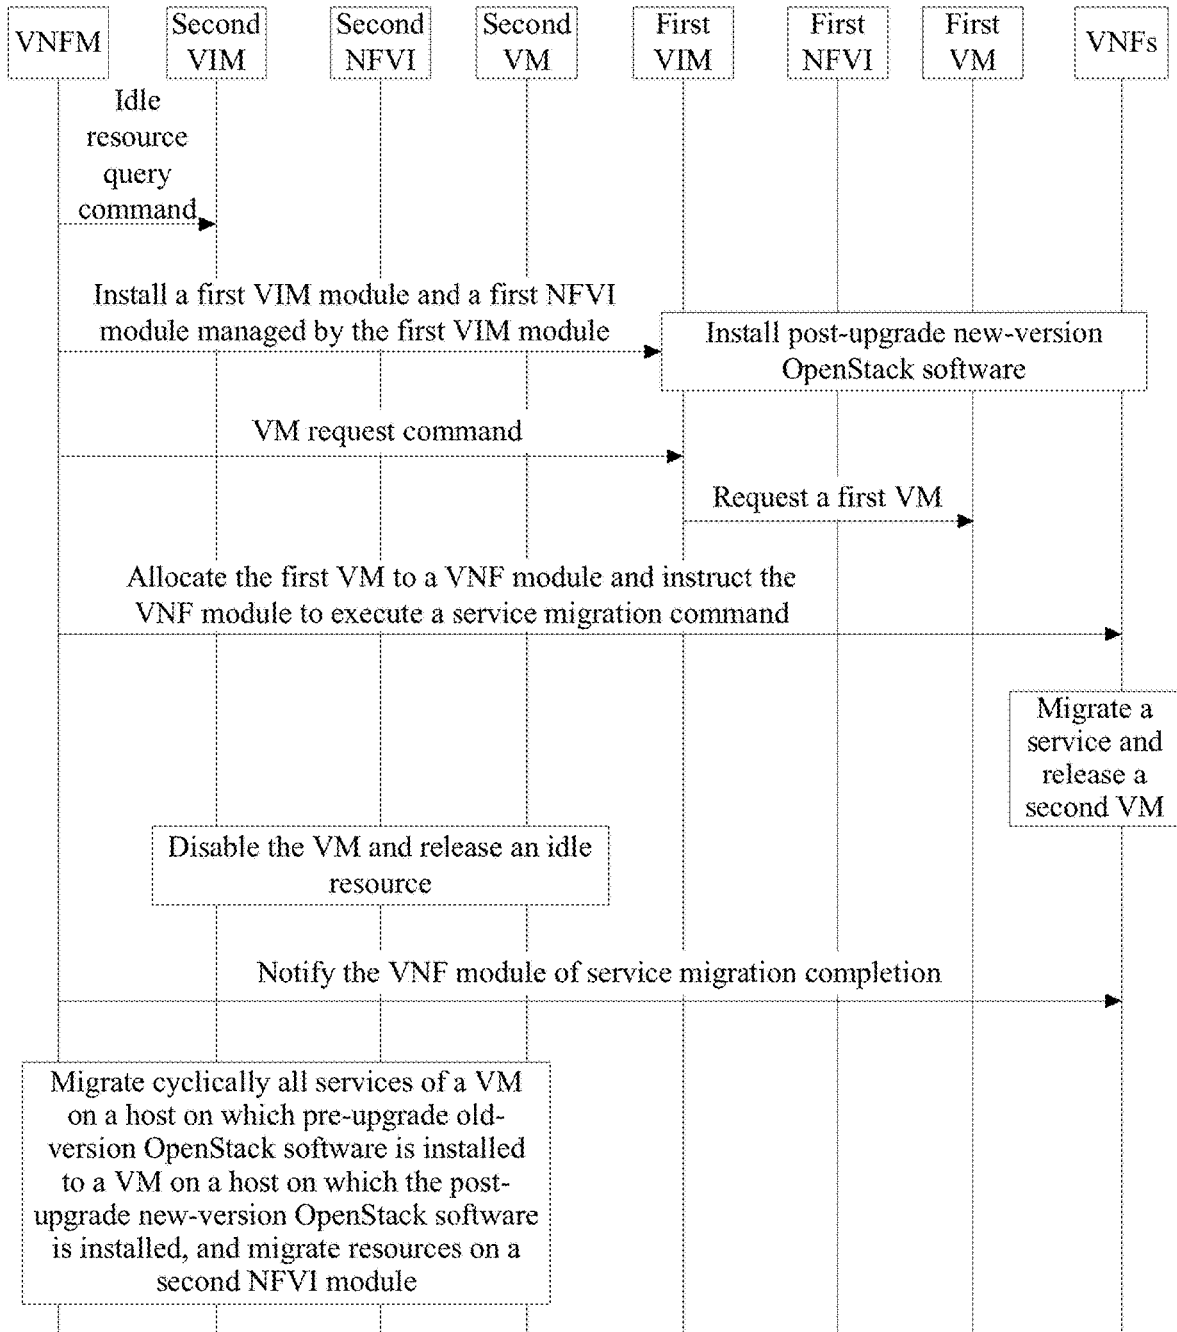 VNFM
Second
VIM
Second
NFVI
Second
VM
First
VIM
First
NFVI
First
VM
VNFs
Idle
resource
query
command
Install a first VIM module and a first NFVI
module managed by the first VIM module
Install post-upgrade new-version
OpenStack software
VM request command
Request a first VM
Allocate the first VM to a VNF module and instruct the
VNF module to execute a service migration command
Migrate a
service and
release a
second VM
Disable the VM and release an idle
resource
Notify the VNF module of service migration completion
Migrate cyclically all services of a VM
on a host on which pre-upgrade old-
version OpenStack software is installed
to a VM on a host on which the post-
upgrade new-version OpenStack software
is installed, and migrate resources on a
second NFVI module